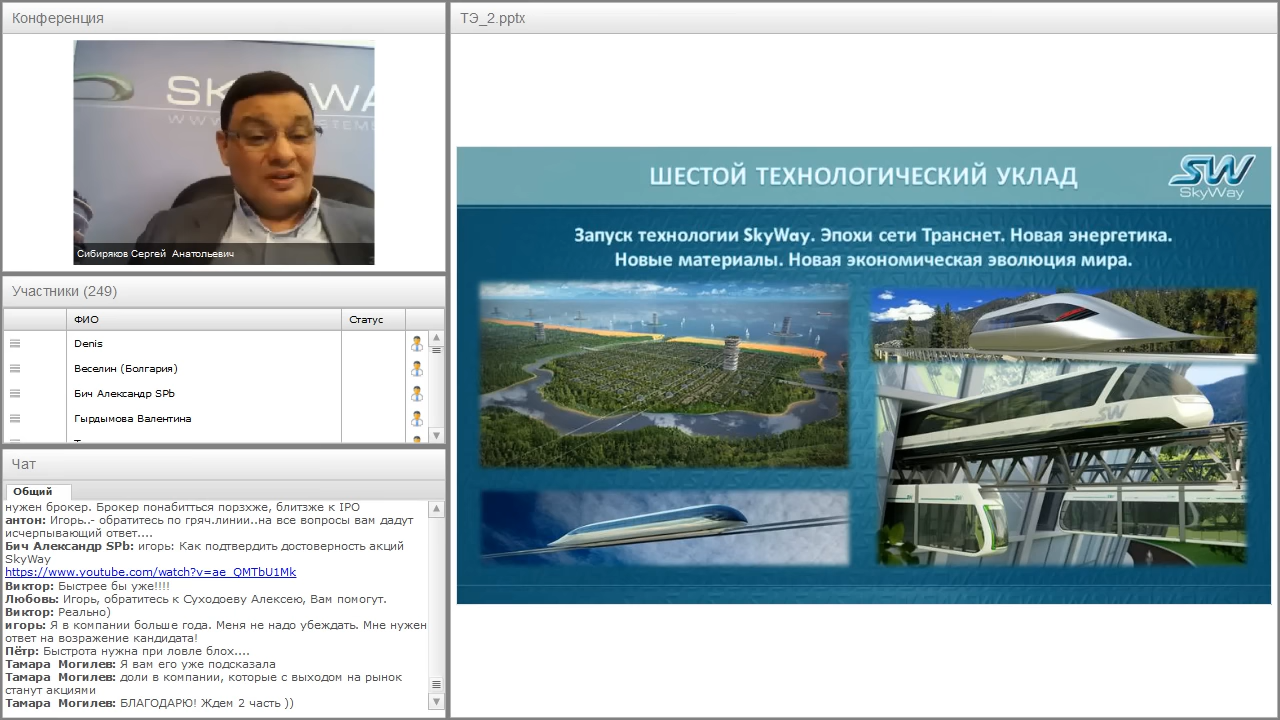 Конференция
SKYWA
Сибиряков Сергей Анатольевич
Участники (249)
ФИО
Статус
Denis
Веселин (Болгария)
Бич Александр SPb
Гырдымова Валентина
Чат
Общий
нужен брокер. Брокер понабитться порзхже, блитзже к IPO
антон: Игорь..- обратитесь по гряч.линии..на все вопросы вам дадут
исчерпывающий ответ....
Бич Александр SPb: игорь: Как подтвердить достоверность акций
SkyWay
https://www.youtube.com/watch?v=ae_QMTbU1Mk
Виктор: Быстрее бы уже!!!!
Любовь: Игорь, обратитесь к Суходоеву Алексею, Вам помогут.
Виктор: Реально)
игорь: Я в компании больше года. Меня не надо убеждать. Мне нужен
ответ на возражение кандидата!
Пётр: Быстрота нужна при ловле блох....
Тамара Могилев: Я вам его уже подсказала
Тамара Могилев: доли в компании, которые с выходом на рынок
станут акциями
Тамара Могилев: БЛАГОДАРЮ! Ждем 2 часть ))
ТЭ_2.pptx
ШЕСТОЙ ТЕХНОЛОГИЧЕСКИЙ УКЛАД
SW
SkyWay
Запуск технологии SkyWay. Эпохи сети Транснет. Новая энергетика.
Новые материалы. Новая экономическая эволюция мира.
SW